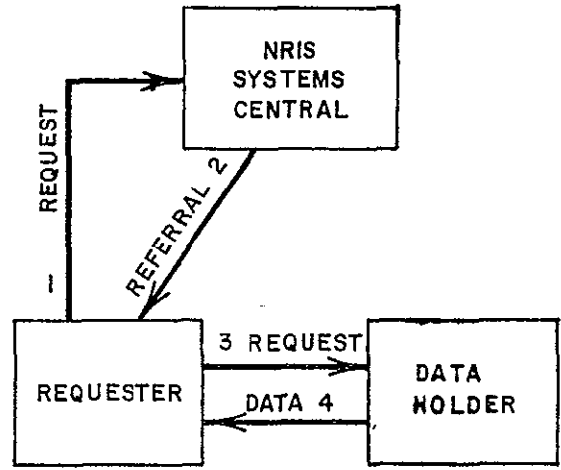 NRIS
SYSTEMS
CENTRAL
1 REQUEST
REFERRAL 2
REQUESTER
3 REQUEST
DATA 4
DATA
HOLDER